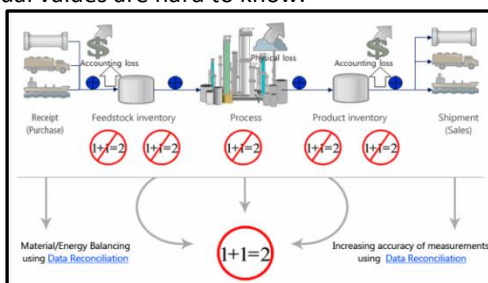 ual values are hard to know.
Accounting loss
Physical loss
Accounting loss
Receipt
(Purchase)
Feedstock inventory
Process
Product inventory
Shipment
(Sales)
1+1=2
1+1=2
1+1=2
1+1=2
1+1=2
Material/Energy Balancing
using Data Reconciliation
1+1=2
Increasing accuracy of measurements
using Data Reconciliation